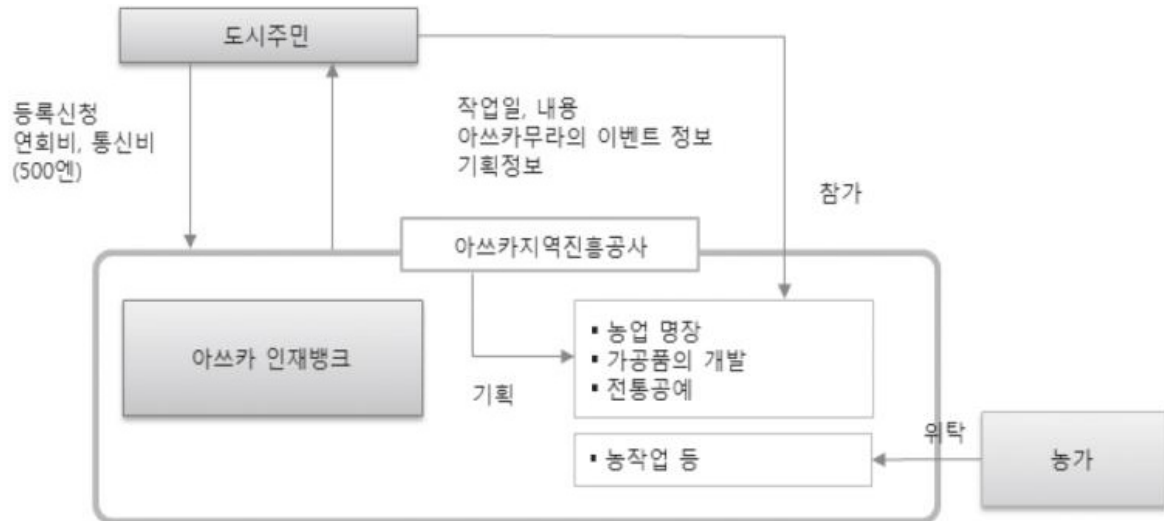 도시주민
등록신청
연회비, 통신비
(500엔)
작업일, 내용
아쓰카무라의 이벤트 정보
기획정보
참가
아쓰카지역진흥공사
아쓰카 인재뱅크
기획
▪ 농업 명장
▪ 가공품의 개발
▪ 전통공예
▪ 농작업 등
위탁
농가